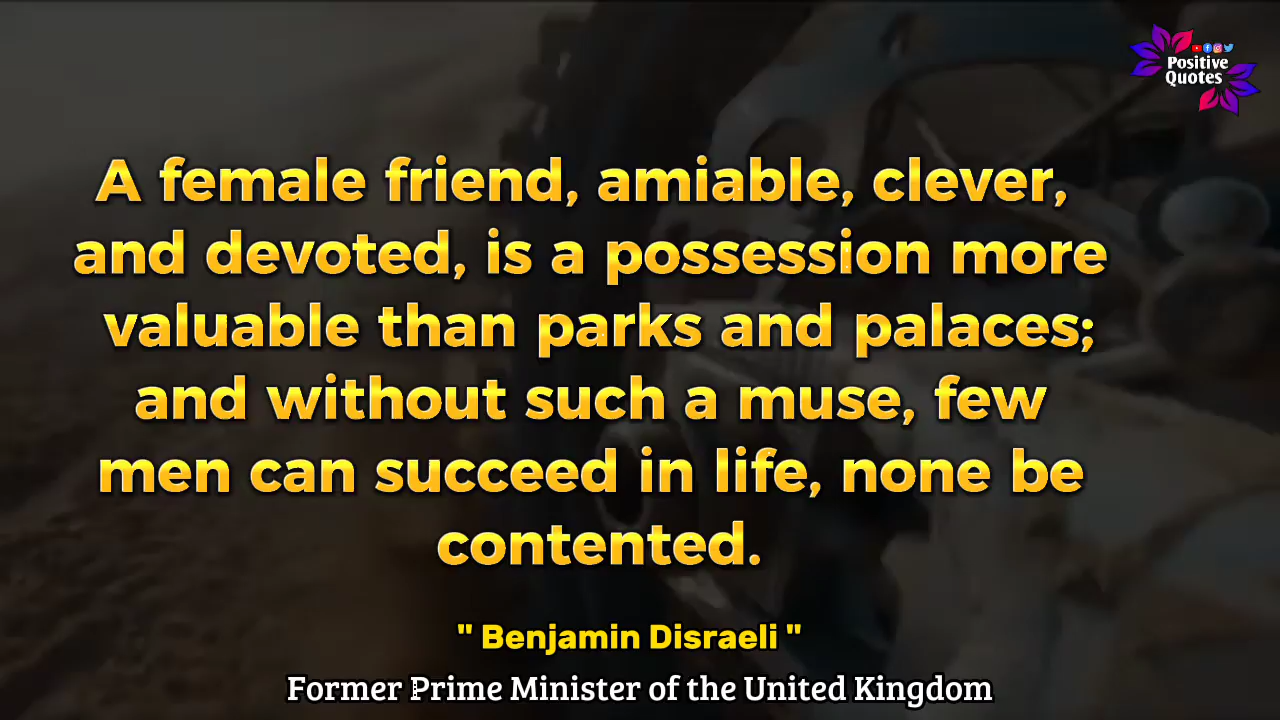 Positive
Quotes
A female friend, amiable, clever,
and devoted, is a possession more
valuable than parks and palaces;
and without such a muse, few
men can succeed in life, none be
contented.
" Benjamin Disraeli "
Former Prime Minister of the United Kingdom